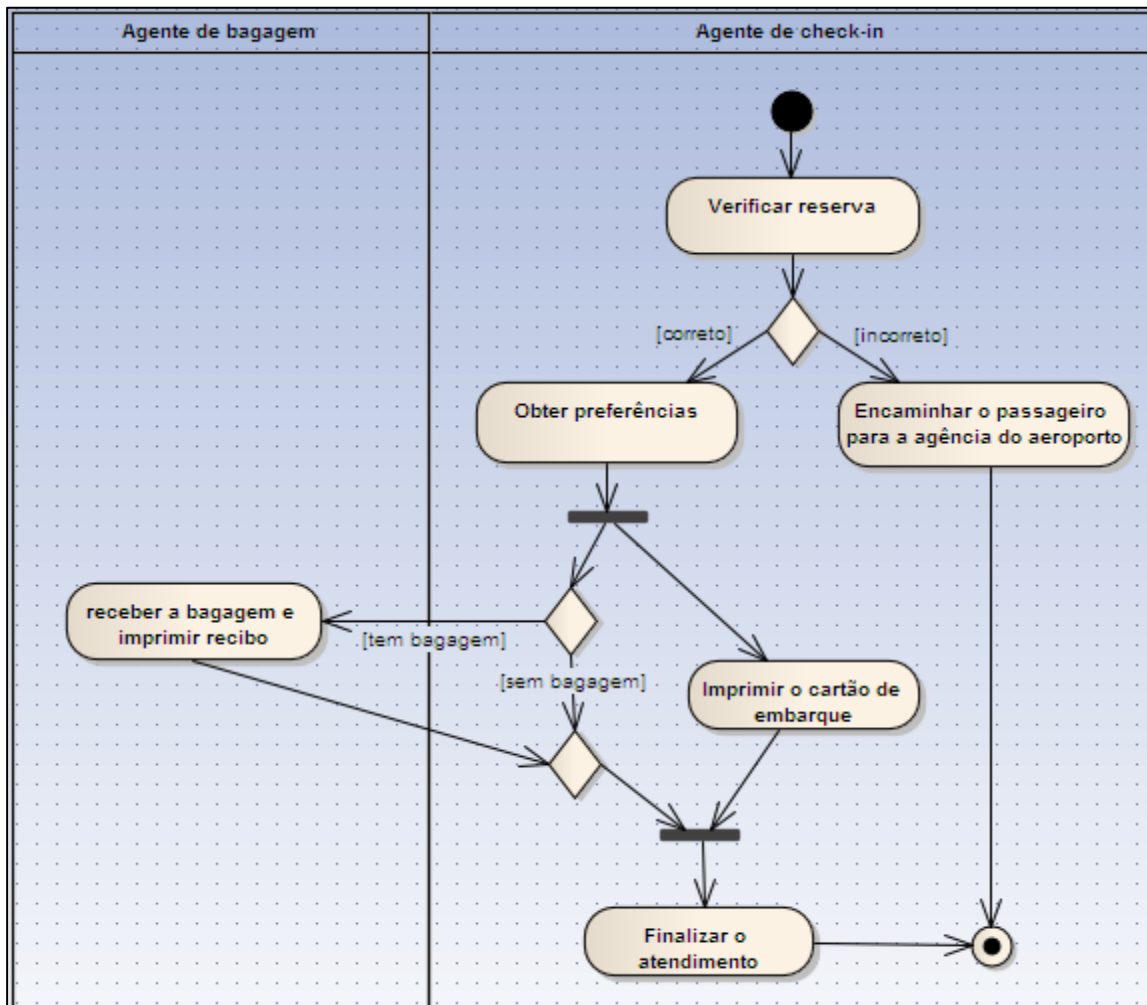 Agente de bagagem
Agente de check-in
Verificar reserva
[correto]
[incorreto]
Obter preferências
Encaminhar o passageiro
para a agência do aeroporto
receber a bagagem e
imprimir recibo
[tem bagagem]
[sem bagagem]
Imprimir o cartão de
embarque
Finalizar o
atendimento